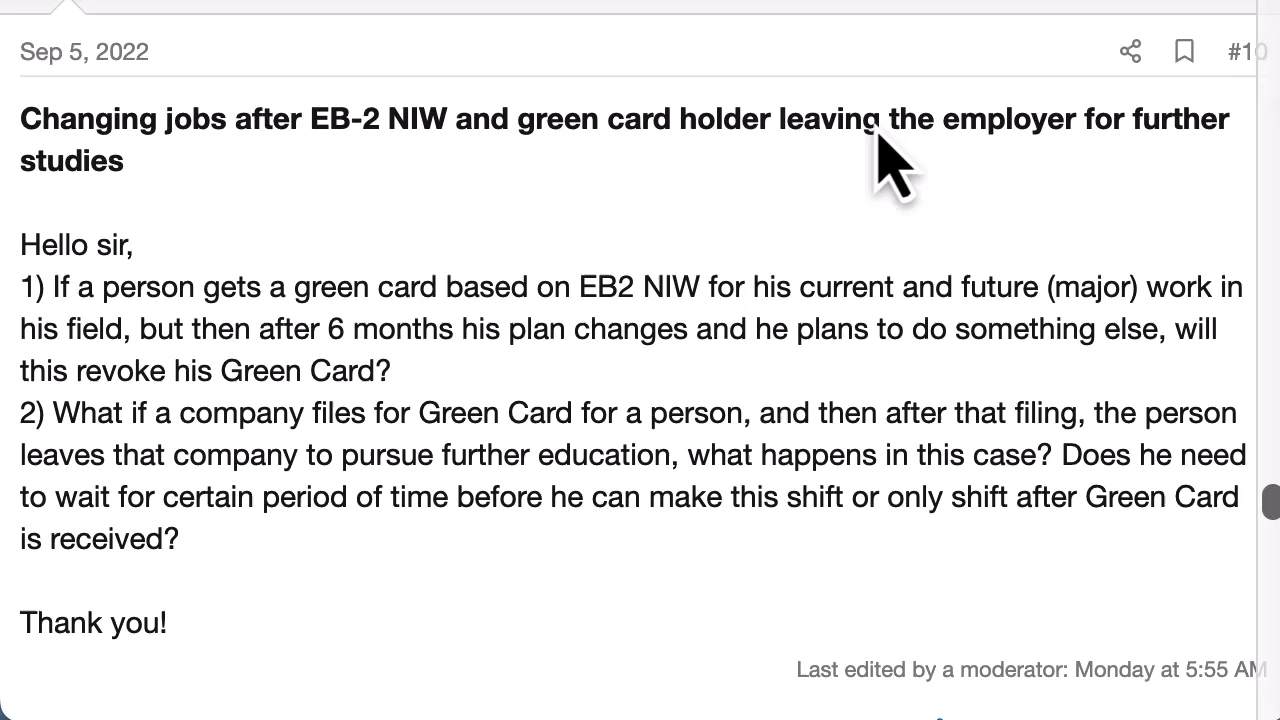 Sep 5, 2022 #10
Changing jobs after EB-2 NIW and green card holder leaving the employer for further
studies
Hello sir,
1) If a person gets a green card based on EB2 NIW for his current and future (major) work in
his field, but then after 6 months his plan changes and he plans to do something else, will
this revoke his Green Card?
2) What if a company files for Green Card for a person, and then after that filing, the person
leaves that company to pursue further education, what happens in this case? Does he need
to wait for certain period of time before he can make this shift or only shift after Green Card
is received?
Thank you!
Last edited by a moderator: Monday at 5:55 AM